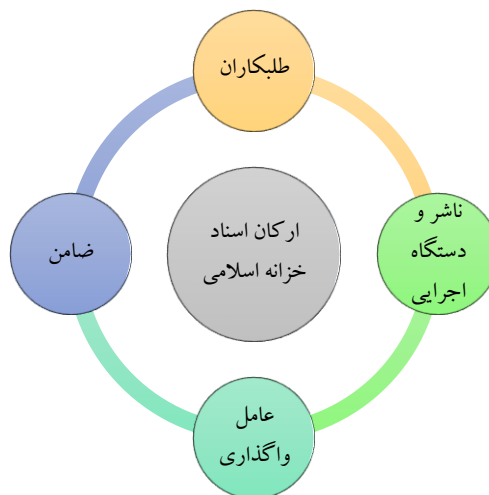 طلبکاران
ناشر و
دستگاه
اجرایی
ارکان اسناد
خزانه اسلامی
ضامن
عامل
واگذاری